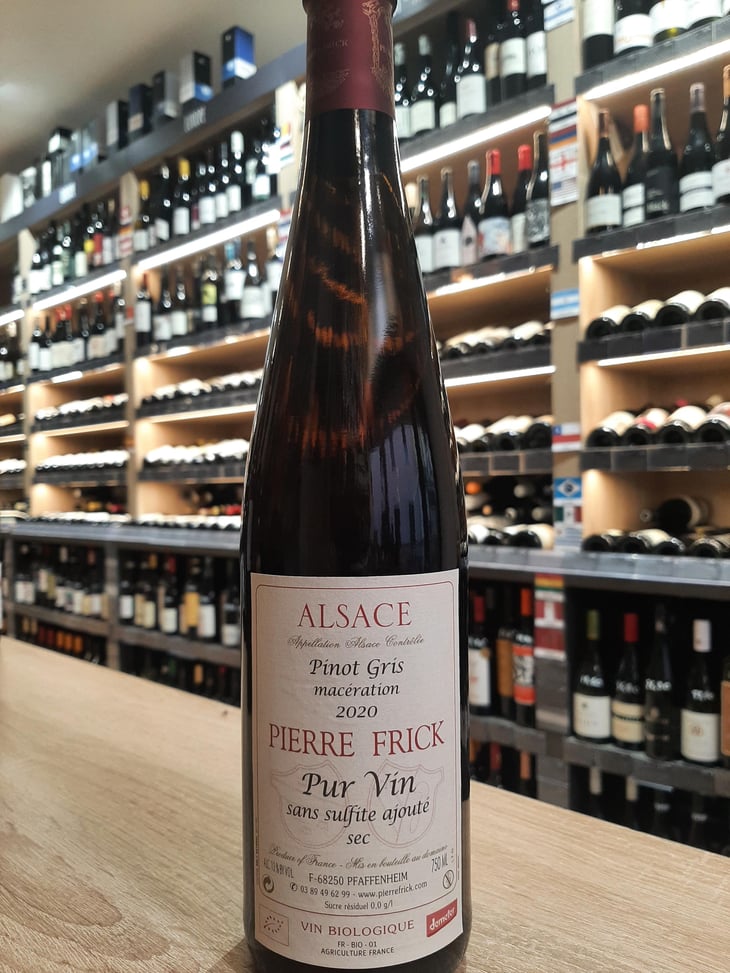 ALSACE
Appellation Alsace Contrôlée
Pinot Gris
macération
2020
PIERRE FRICK
Pur Vin
sans sulfite ajouté
sec
Produce of France - Mis en bouteille au domaine
750 ML
F-68250 PFAFFENHEIM
03 89 49 62 99 - www.pierrefrick.com
Sucre résiduel 0,0 g/l
VIN BIOLOGIQUE
demeter
FR - BIO - 01
AGRICULTURE FRANCE